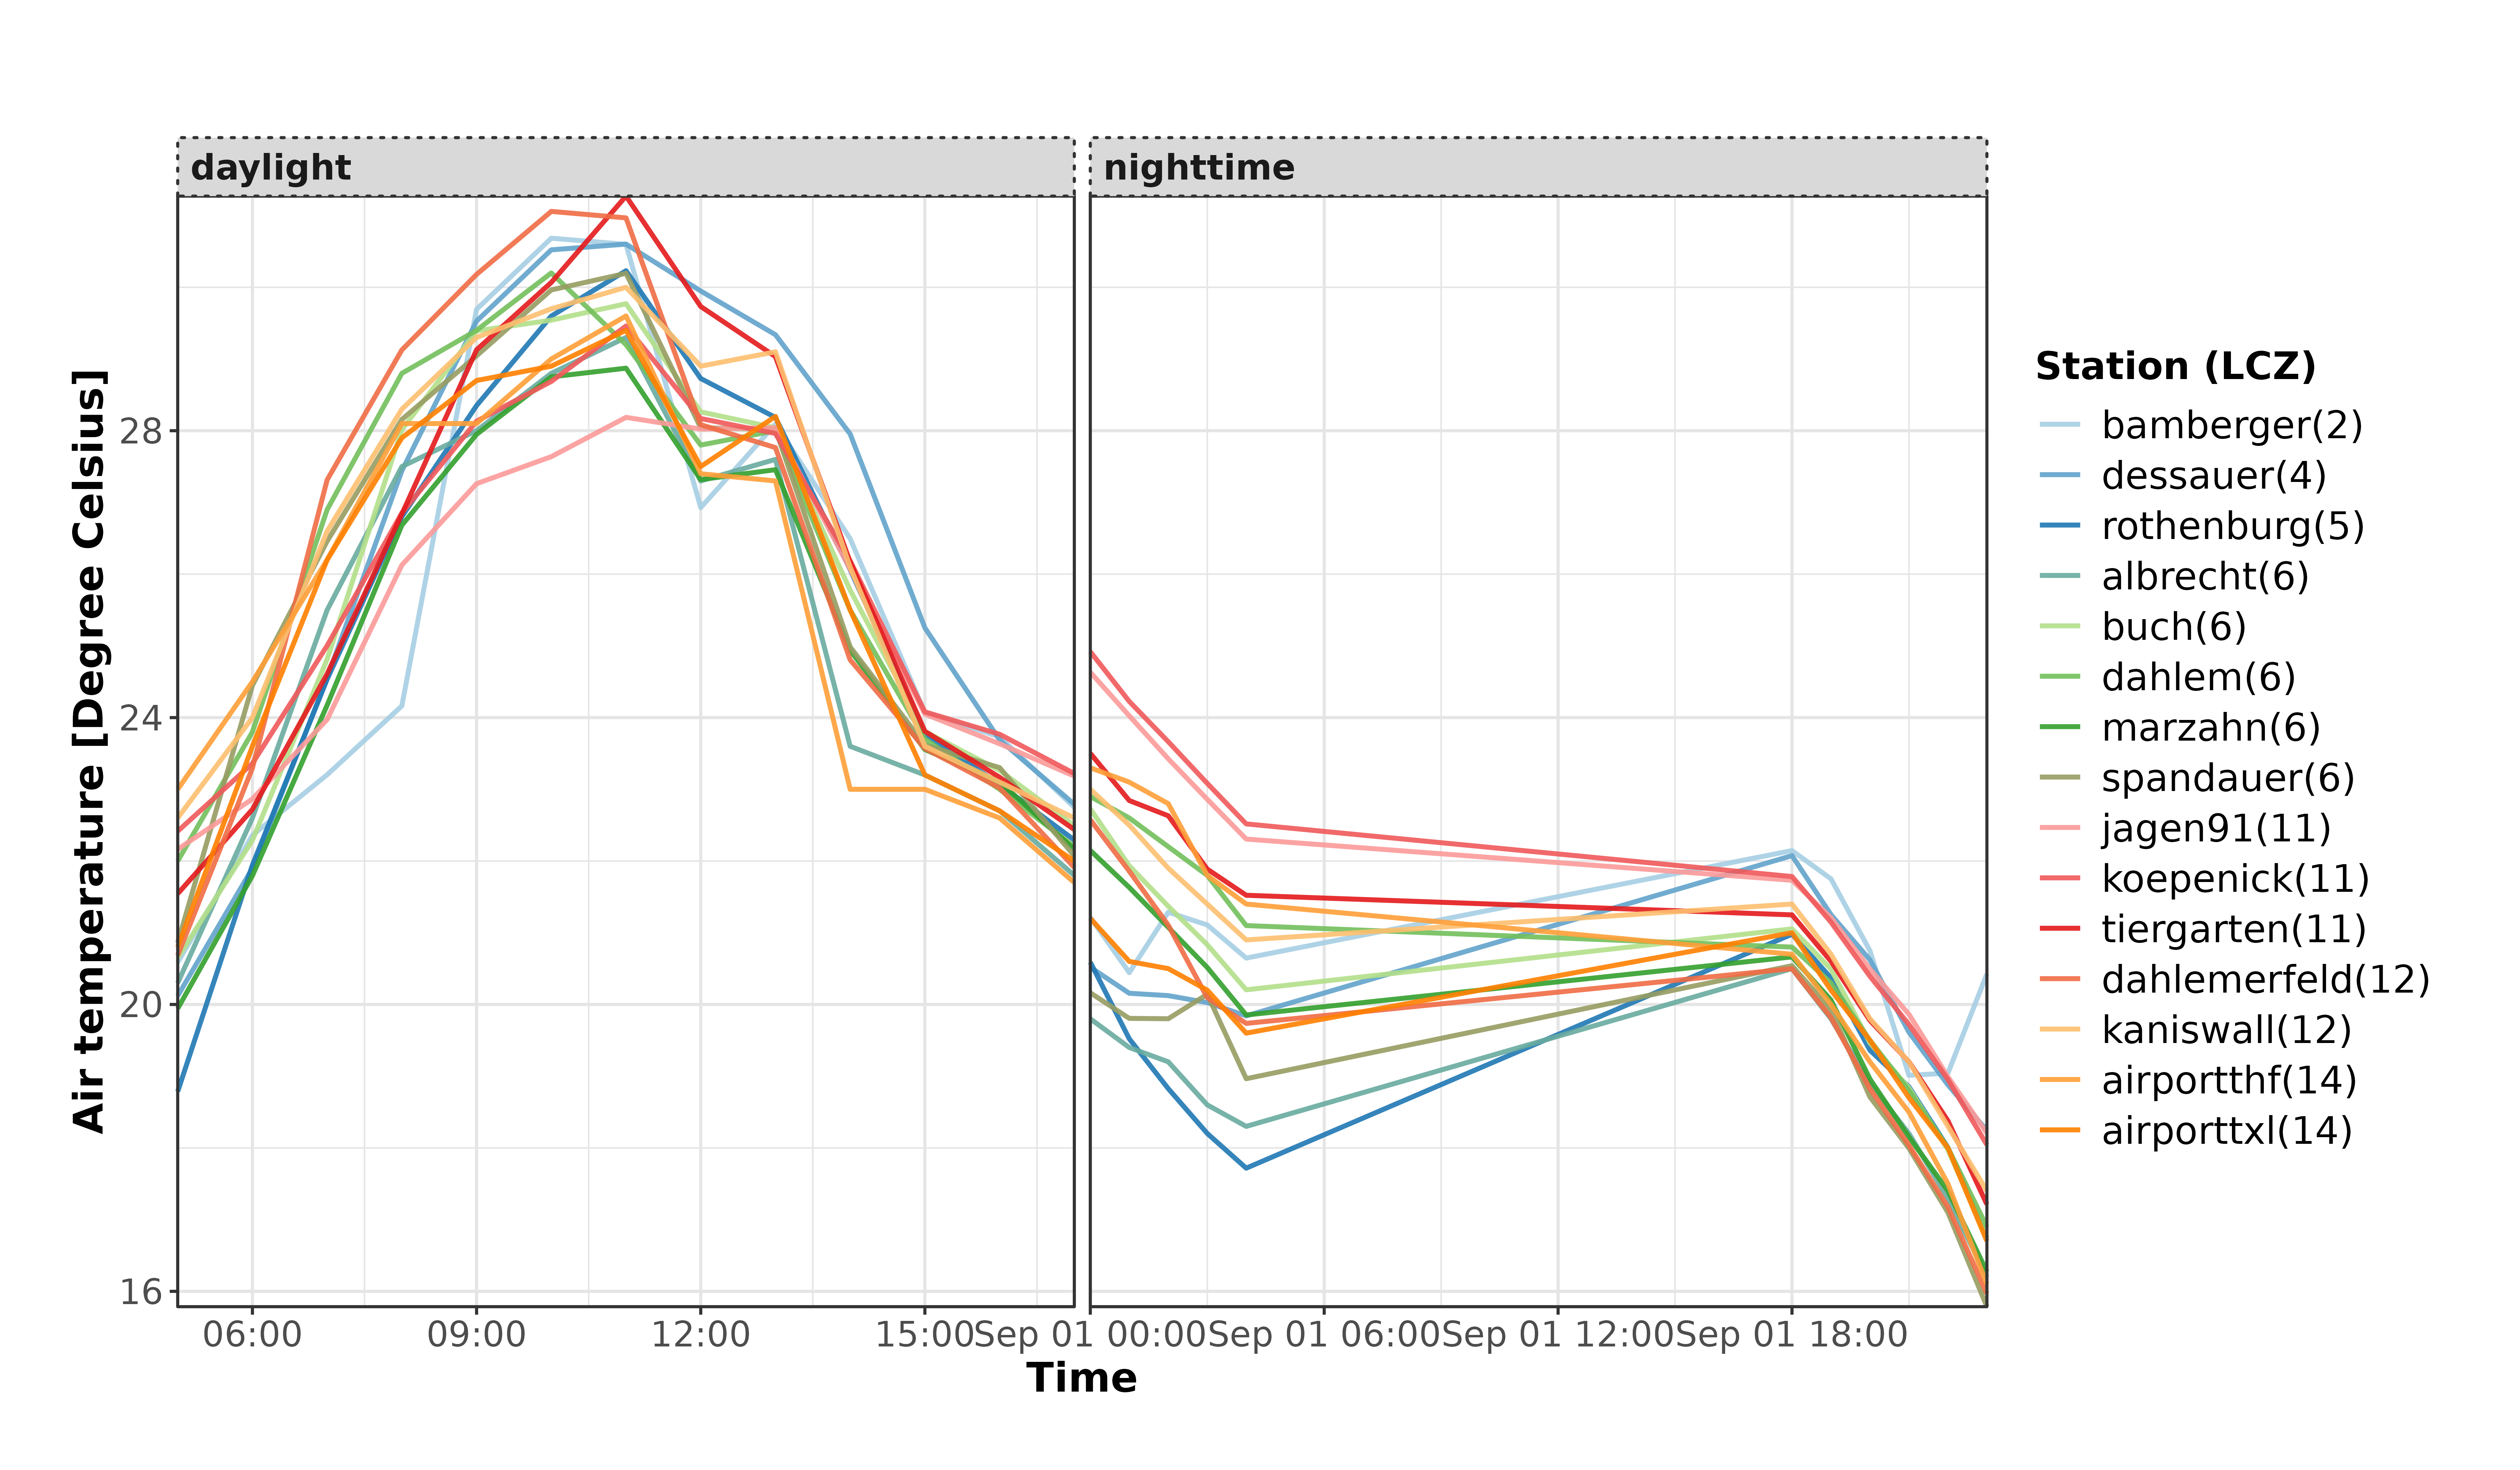 daylight
nighttime
Air temperature [Degree Celsius]
28
24
20
16
06:00
09:00
12:00
15:00
Sep 01 00:00
Sep 01 06:00
Sep 01 12:00
Sep 01 18:00
Time
Station (LCZ)
bamberger(2)
dessauer(4)
rothenburg(5)
albrecht(6)
buch(6)
dahlem(6)
marzahn(6)
spandauer(6)
jagen91(11)
koepenick(11)
tiergarten(11)
dahlemerfeld(12)
kaniswall(12)
airportthf(14)
airporttxl(14)